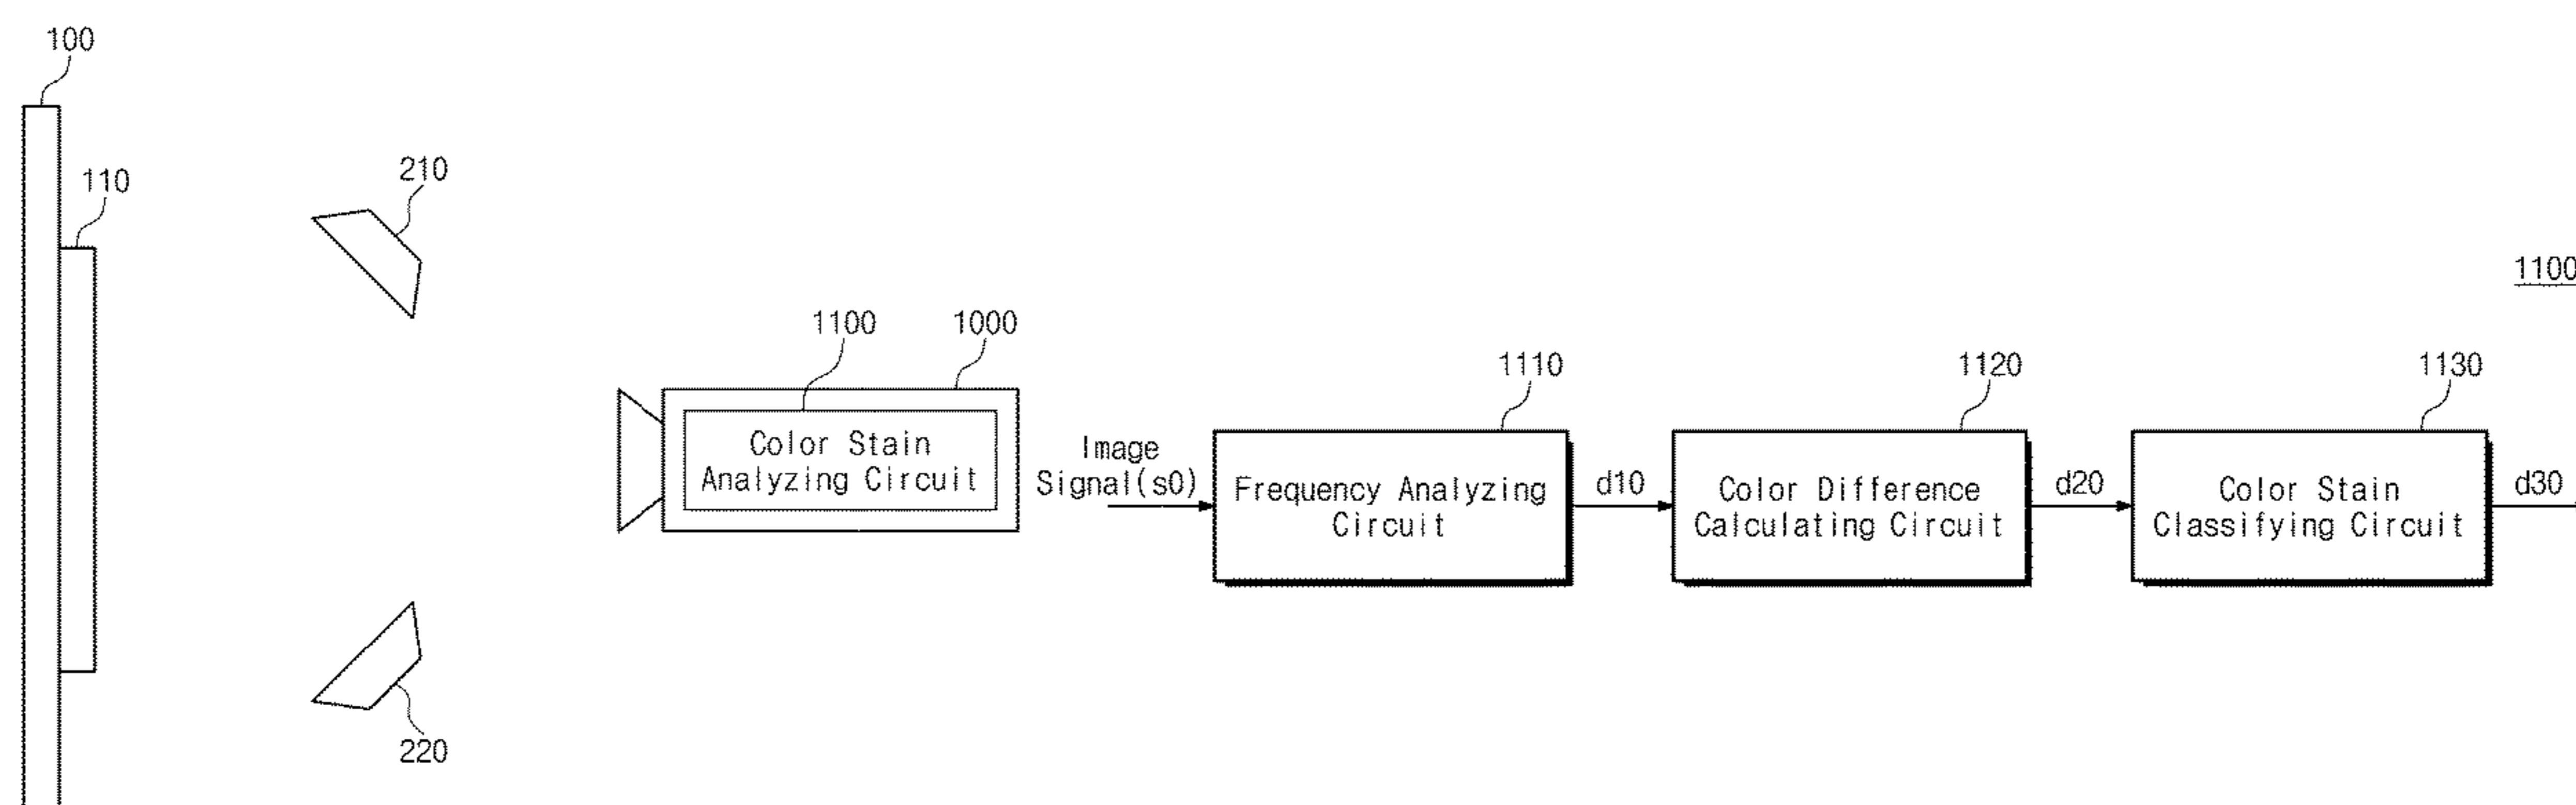 100
110
210
1100
1100
1000
1110
1120
1130
Color Stain
Analyzing Circuit
Image
Signal(s0)
Frequency Analyzing
Circuit
d10
Color Difference
Calculating Circuit
d20
Color Stain
Classifying Circuit
d30
220